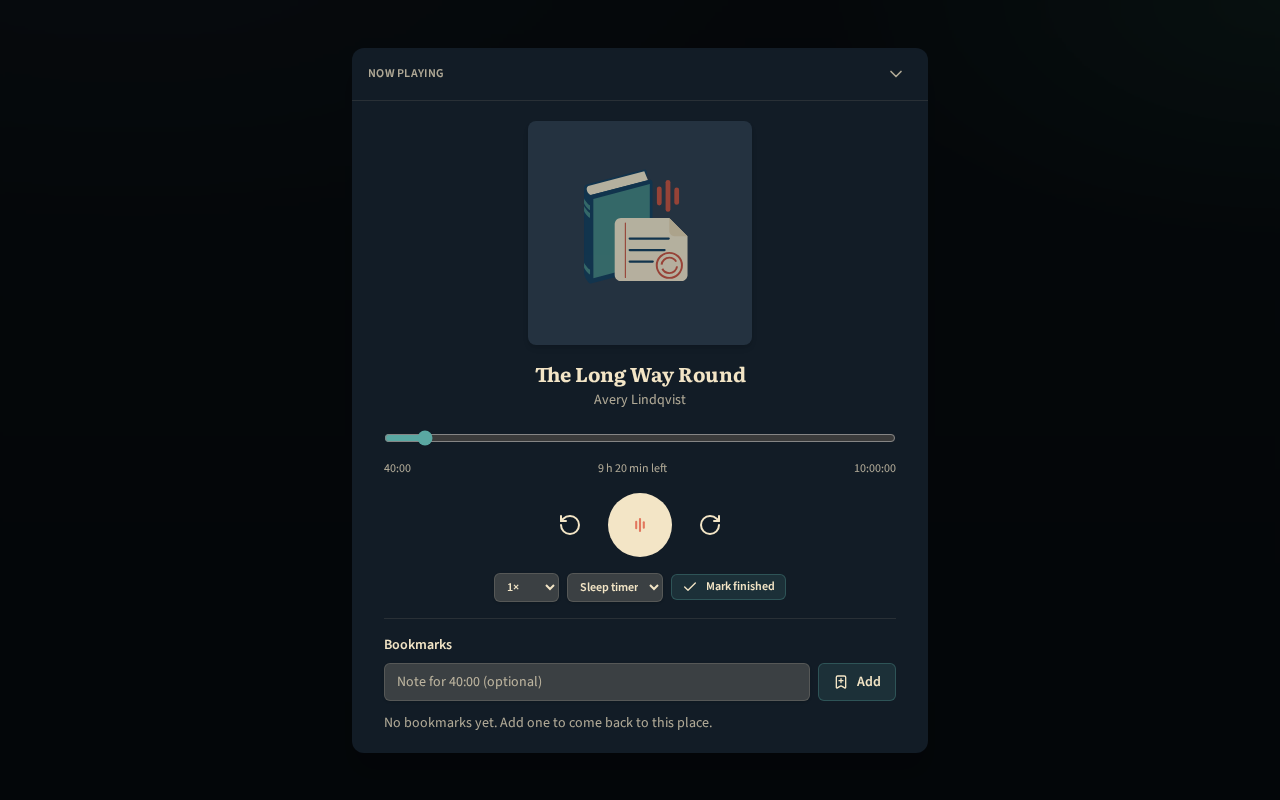 NOW PLAYING
The Long Way Round
Avery Lindqvist
40:00 9 h 20 min left 10:00:00
1× Sleep timer Mark finished
Bookmarks
Note for 40:00 (optional) Add
No bookmarks yet. Add one to come back to this place.